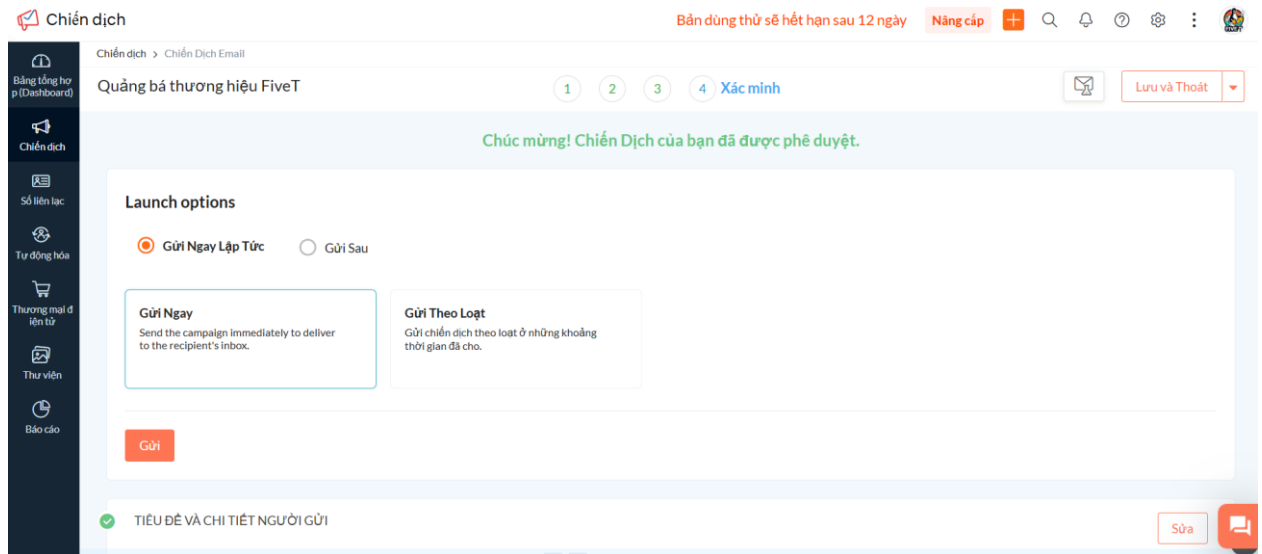 Chiến dịch
Bản dùng thử sẽ hết hạn sau 12 ngày
Nâng cấp
Bảng tổng hợ
p (Dashboard)
Chiến dịch
Số liên lạc
Tự động hóa
Thương mại đ
iện tử
Thư viện
Báo cáo
Chiến dịch > Chiến Dịch Email
Quảng bá thương hiệu FiveT
1 2 3 4 Xác minh
Lưu và Thoát
Chúc mừng! Chiến Dịch của bạn đã được phê duyệt.
Launch options
Gửi Ngay Lập Tức
Gửi Sau
Gửi Ngay
Send the campaign immediately to deliver
to the recipient's inbox.
Gửi Theo Loạt
Gửi chiến dịch theo loạt ở những khoảng
thời gian đã cho.
Gửi
TIÊU ĐỀ VÀ CHI TIẾT NGƯỜI GỬI
Sửa